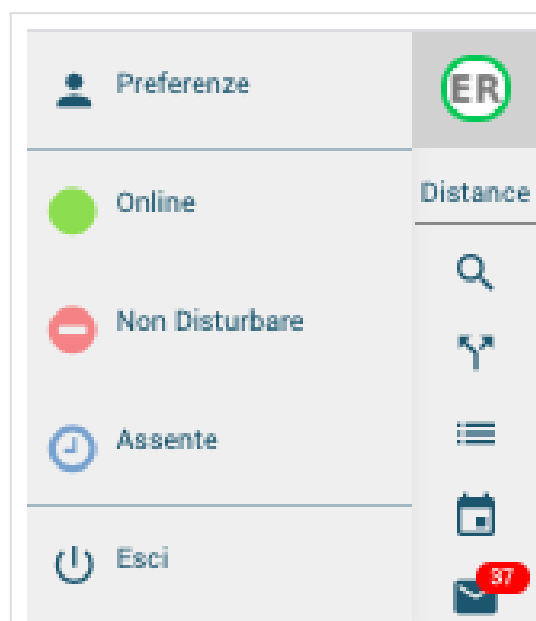 Preferenze
ER
Online
Distance
Non Disturbare
Assente
Esci
37